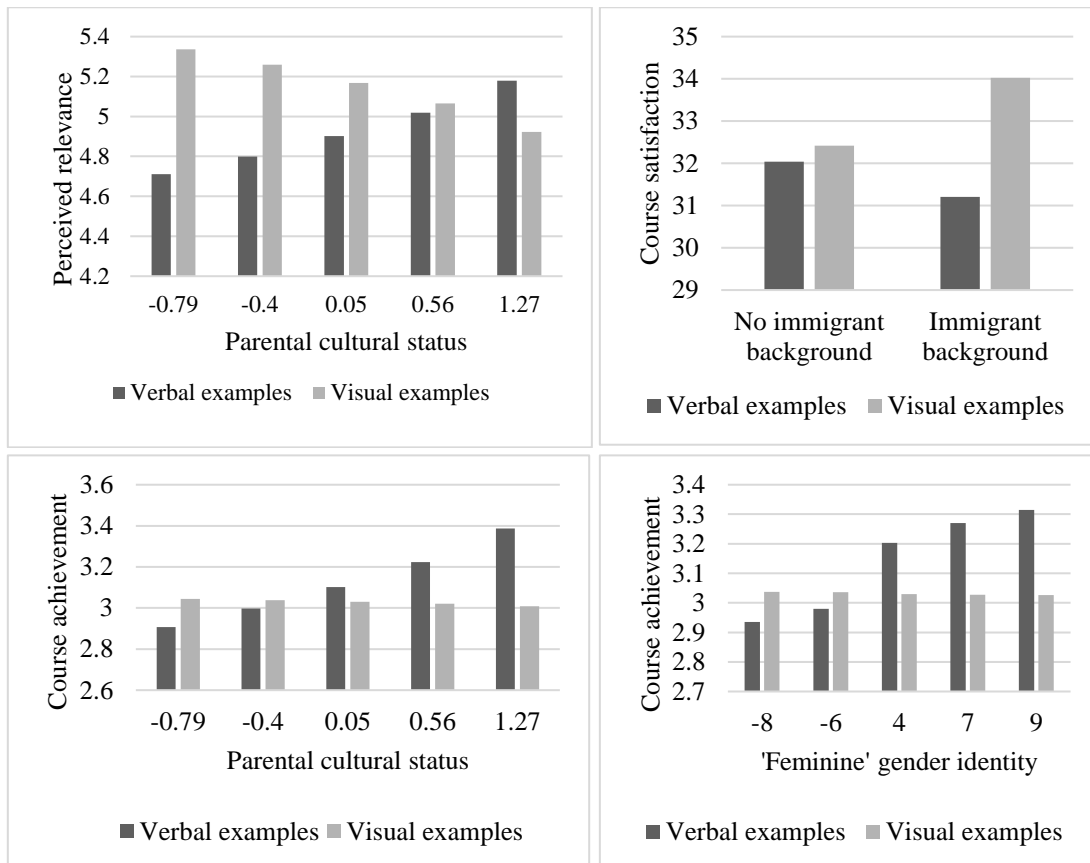 Perceived relevance
5.4
5.2
5
4.8
4.6
4.4
4.2
-0.79 -0.4 0.05 0.56 1.27
Parental cultural status
Verbal examples Visual examples
Course satisfaction
35
34
33
32
31
30
29
No immigrant background
Immigrant background
Verbal examples Visual examples
Course achievement
3.6
3.4
3.2
3
2.8
2.6
-0.79 -0.4 0.05 0.56 1.27
Parental cultural status
Verbal examples Visual examples
Course achievement
3.4
3.3
3.2
3.1
3
2.9
2.8
2.7
-8 -6 4 7 9
'Feminine' gender identity
Verbal examples Visual examples